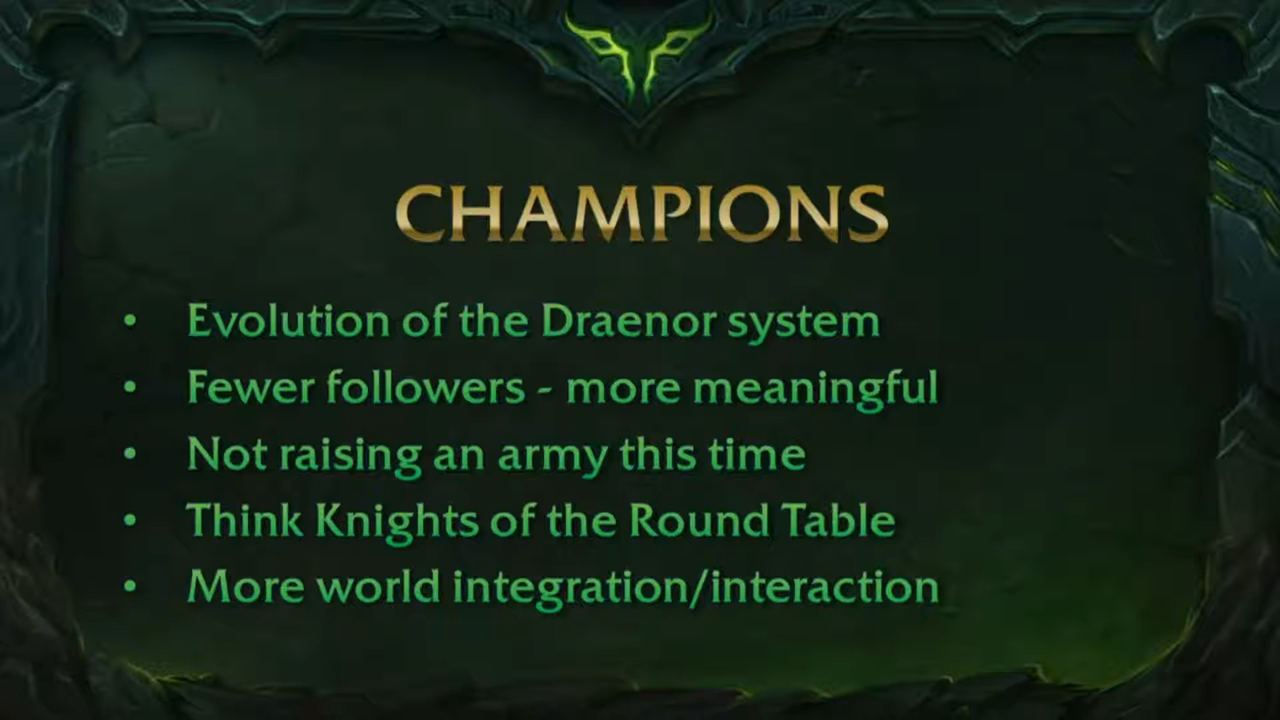 CHAMPIONS
• Evolution of the Draenor system
• Fewer followers - more meaningful
• Not raising an army this time
• Think Knights of the Round Table
• More world integration/interaction